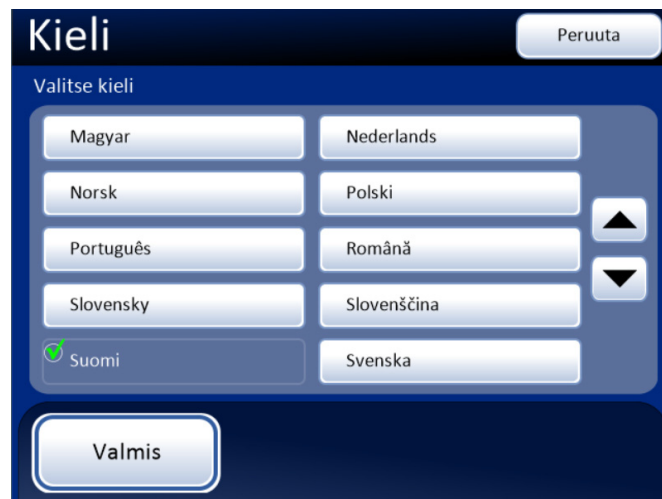 Kieli
Peruuta
Valitse kieli
Magyar
Nederlands
Norsk
Polski
Português
Română
Slovensky
Slovenščina
Suomi
Svenska
Valmis